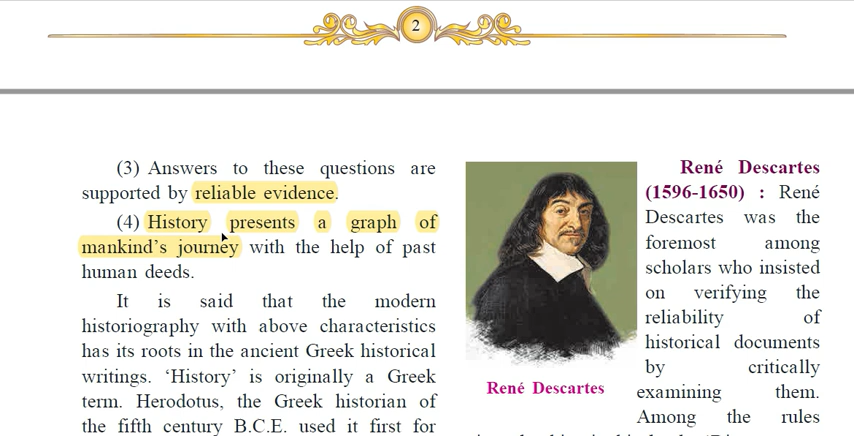 2
(3) Answers to these questions are
supported by reliable evidence.
(4) History presents a graph of
mankind's journey with the help of past
human deeds.
It is said that the modern
historiography with above characteristics
has its roots in the ancient Greek historical
writings. ‘History’ is originally a Greek
term. Herodotus, the Greek historian of
the fifth century B.C.E. used it first for
René Descartes
René Descartes
(1596-1650) : René
Descartes was the
foremost among
scholars who insisted
on verifying the
reliability of
historical documents
by critically
examining them.
Among the rules